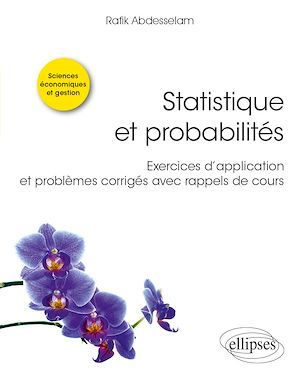 Rafik Abdesselam
Sciences
économiques
et gestion
Statistique
et probabilités
Exercices d'application
et problèmes corrigés avec rappels de cours
ellipses